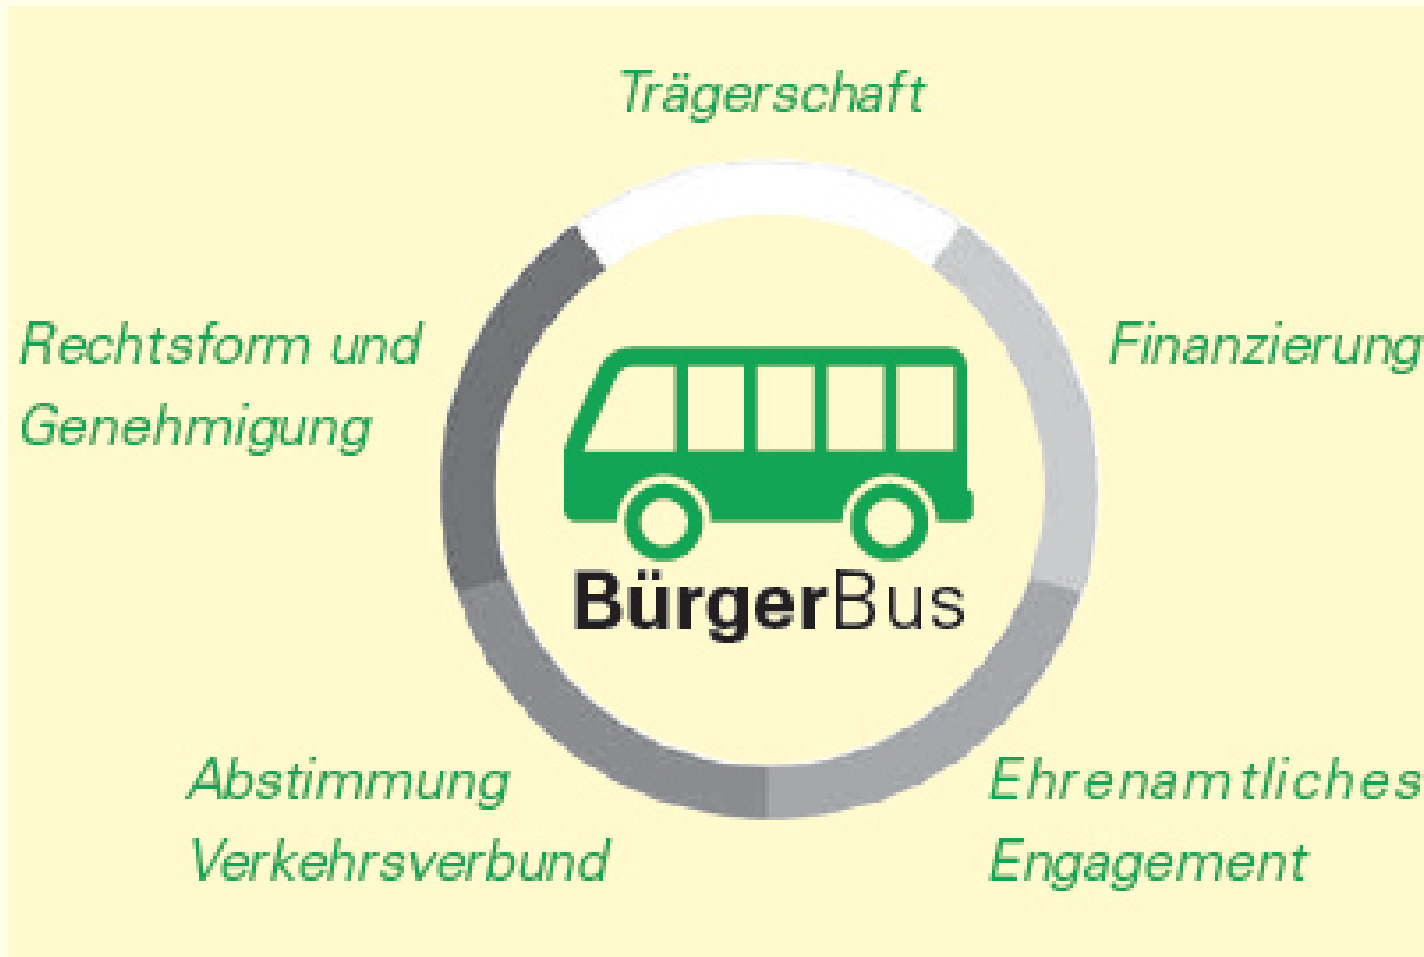 Trägerschaft
Rechtsform und
Genehmigung
Finanzierung
BürgerBus
Abstimmung
Verkehrsverbund
Ehrenamtliches
Engagement